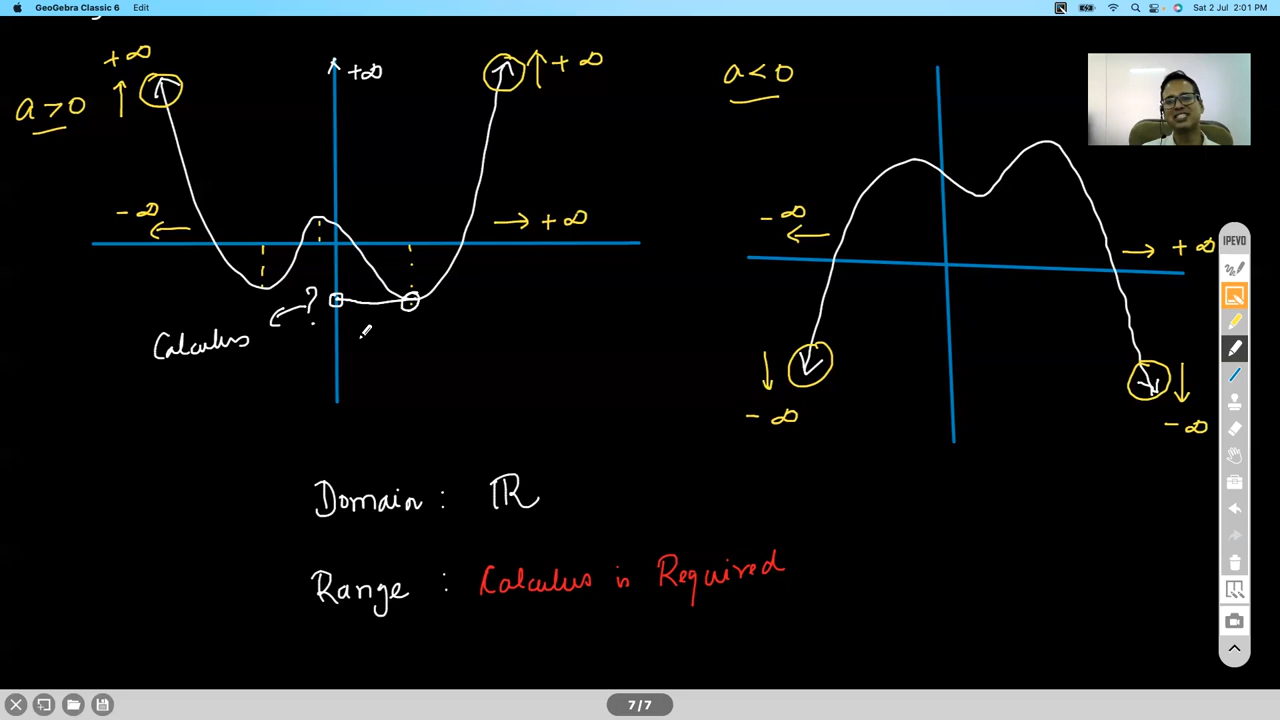 GeoGebra Classic 6 Edit Sat 2 Jul 2:01 PM
+∞
+∞
+∞
a > 0
a < 0
IPEVO
-∞
+∞
-∞
+∞
?
Calculus
-∞
-∞
Domain : ℝ
Range : Calculus is Required
7/7